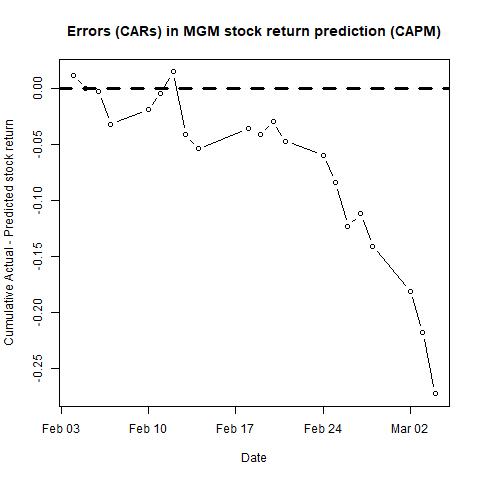 Errors (CARs) in MGM stock return prediction (CAPM)
Cumulative Actual - Predicted stock return
0.00
-0.05
-0.10
-0.15
-0.20
-0.25
Feb 03 Feb 10 Feb 17 Feb 24 Mar 02
Date